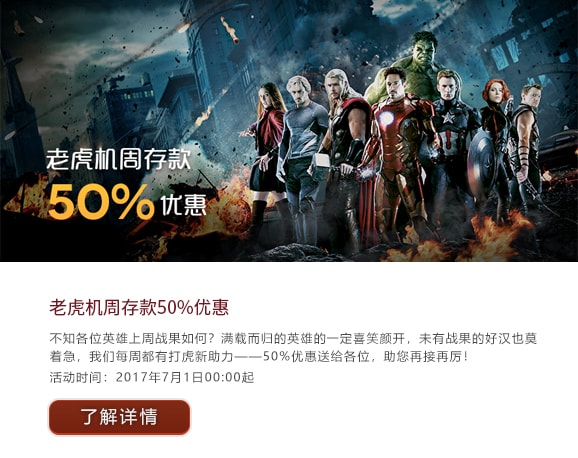 老虎机周存款
50%优惠
老虎机周存款50%优惠
不知各位英雄上周战果如何？满载而归的英雄的一定喜笑颜开，未有战果的好汉也莫
着急，我们每周都有打虎新助力——50%优惠送给各位，助您再接再厉！
活动时间：2017年7月1日00:00起
了解详情